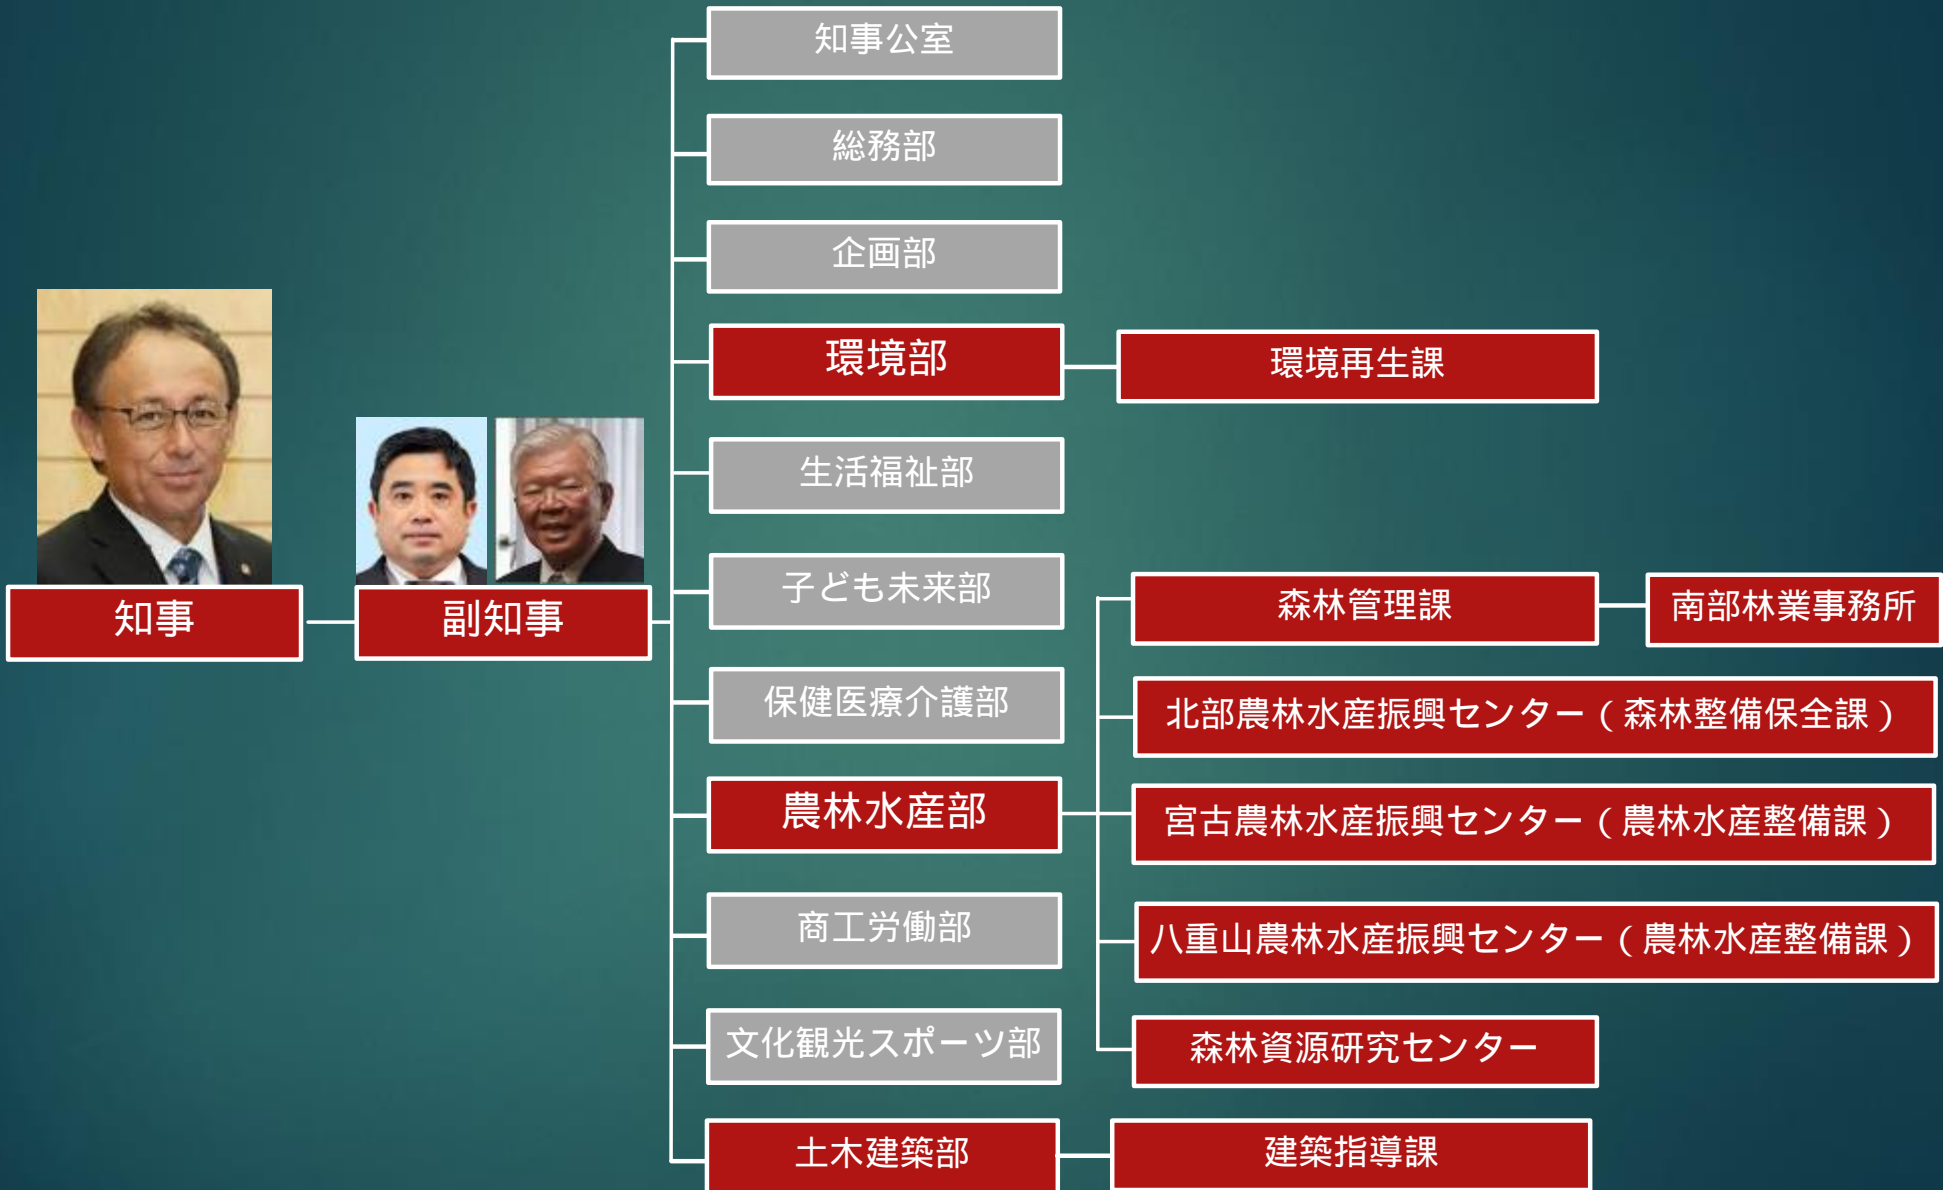 知事
副知事
知事公室
総務部
企画部
環境部
環境再生課
生活福祉部
子ども未来部
保健医療介護部
農林水産部
森林管理課
南部林業事務所
北部農林水産振興センター（森林整備保全課）
宮古農林水産振興センター（農林水産整備課）
八重山農林水産振興センター（農林水産整備課）
森林資源研究センター
商工労働部
文化観光スポーツ部
土木建築部
建築指導課